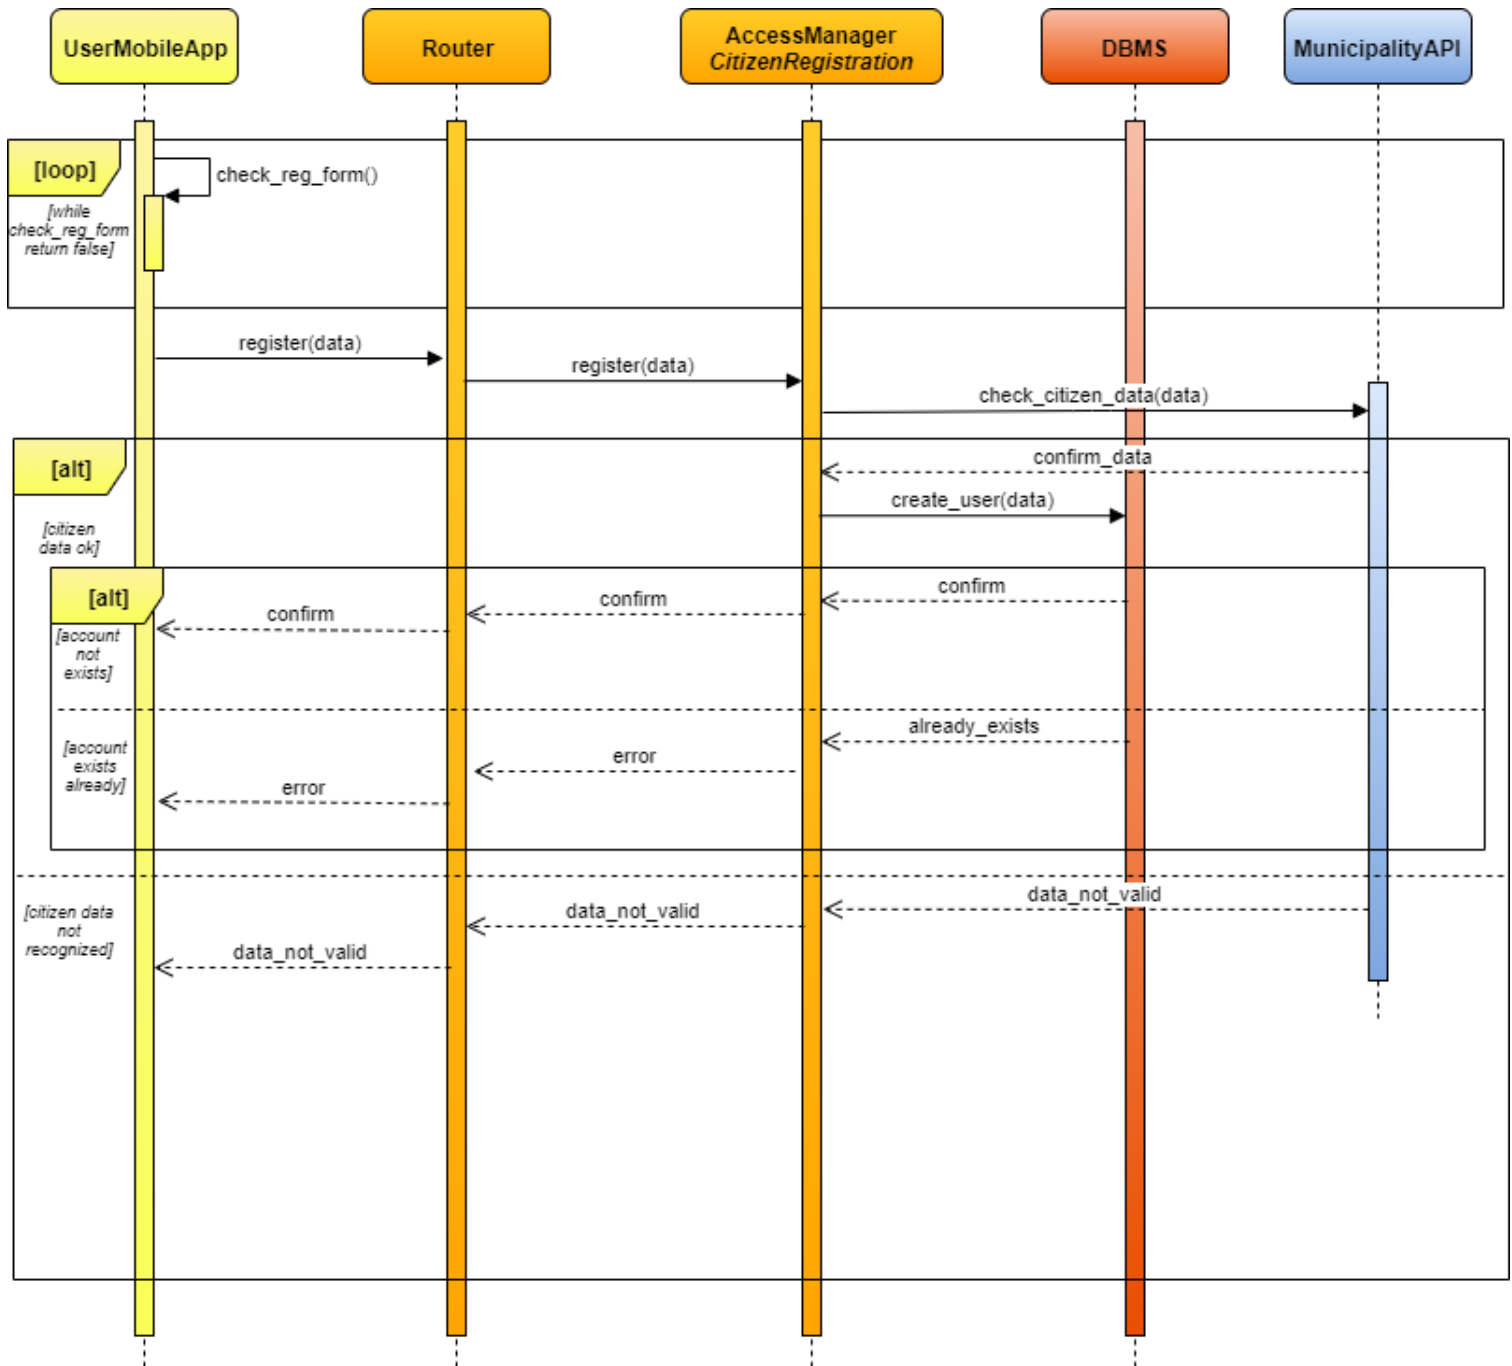 UserMobileApp
Router
AccessManager
CitizenRegistration
DBMS
MunicipalityAPI
[loop]
check_reg_form()
[while
check_reg_form
return false]
register(data)
register(data)
check_citizen_data(data)
[alt]
confirm_data
create_user(data)
[citizen
data ok]
[alt]
confirm
confirm
confirm
[account
not
exists]
already_exists
[account
exists
already]
error
error
data_not_valid
[citizen data
not
recognized]
data_not_valid
data_not_valid